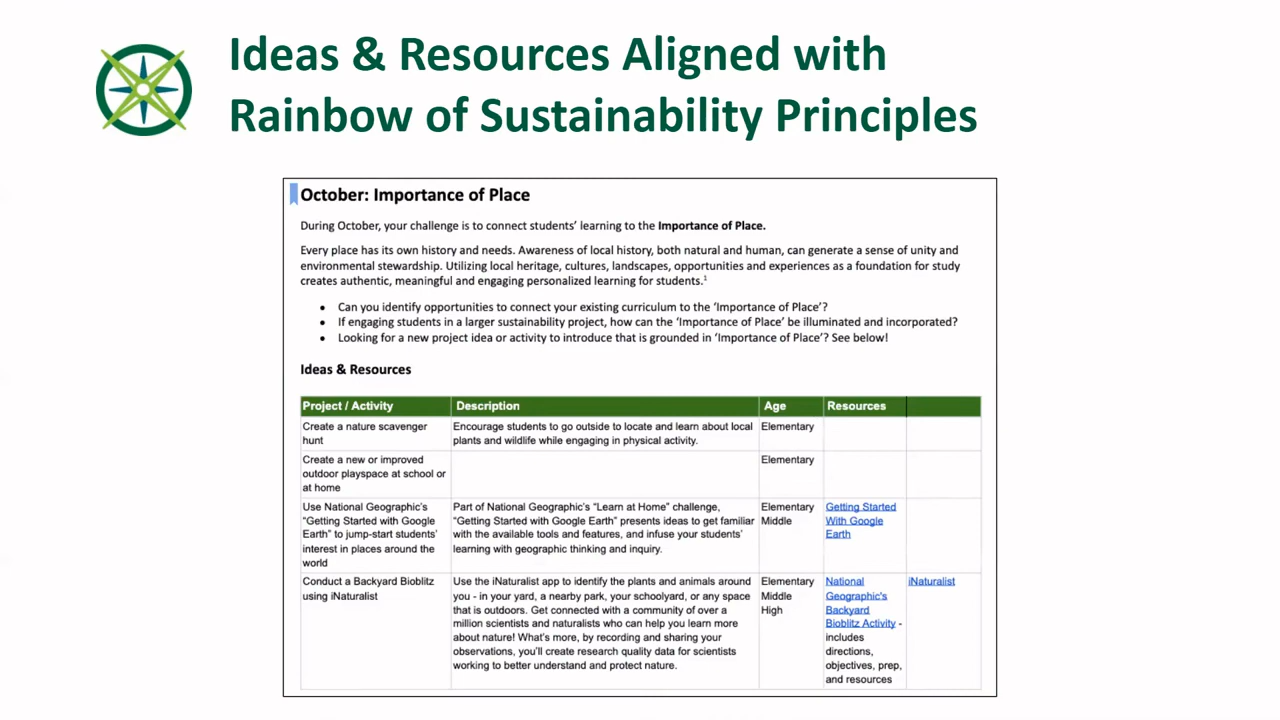 Ideas & Resources Aligned with
Rainbow of Sustainability Principles
October: Importance of Place
During October, your challenge is to connect students' learning to the Importance of Place.
Every place has its own history and needs. Awareness of local history, both natural and human, can generate a sense of unity and
environmental stewardship. Utilizing local heritage, cultures, landscapes, opportunities and experiences as a foundation for study
creates authentic, meaningful and engaging personalized learning for students.¹
• Can you identify opportunities to connect your existing curriculum to the 'Importance of Place'?
• If engaging students in a larger sustainability project, how can the 'Importance of Place' be illuminated and incorporated?
• Looking for a new project idea or activity to introduce that is grounded in 'Importance of Place'? See below!
Ideas & Resources
Project / Activity Description Age Resources
Create a nature scavenger
hunt
Encourage students to go outside to locate and learn about local
plants and wildlife while engaging in physical activity.
Elementary
Create a new or improved
outdoor playspace at school or
at home
Elementary
Use National Geographic's
"Getting Started with Google
Earth" to jump-start students'
interest in places around the
world
Part of National Geographic's "Learn at Home" challenge,
"Getting Started with Google Earth" presents ideas to get familiar
with the available tools and features, and infuse your students'
learning with geographic thinking and inquiry.
Elementary
Middle
Getting Started
With Google
Earth
Conduct a Backyard Bioblitz
using iNaturalist
Use the iNaturalist app to identify the plants and animals around
you - in your yard, a nearby park, your schoolyard, or any space
that is outdoors. Get connected with a community of over a
million scientists and naturalists who can help you learn more
about nature! What's more, by recording and sharing your
observations, you'll create research quality data for scientists
working to better understand and protect nature.
Elementary
Middle
High
National
Geographic's
Backyard
Bioblitz Activity -
includes
directions,
objectives, prep,
and resources
iNaturalist